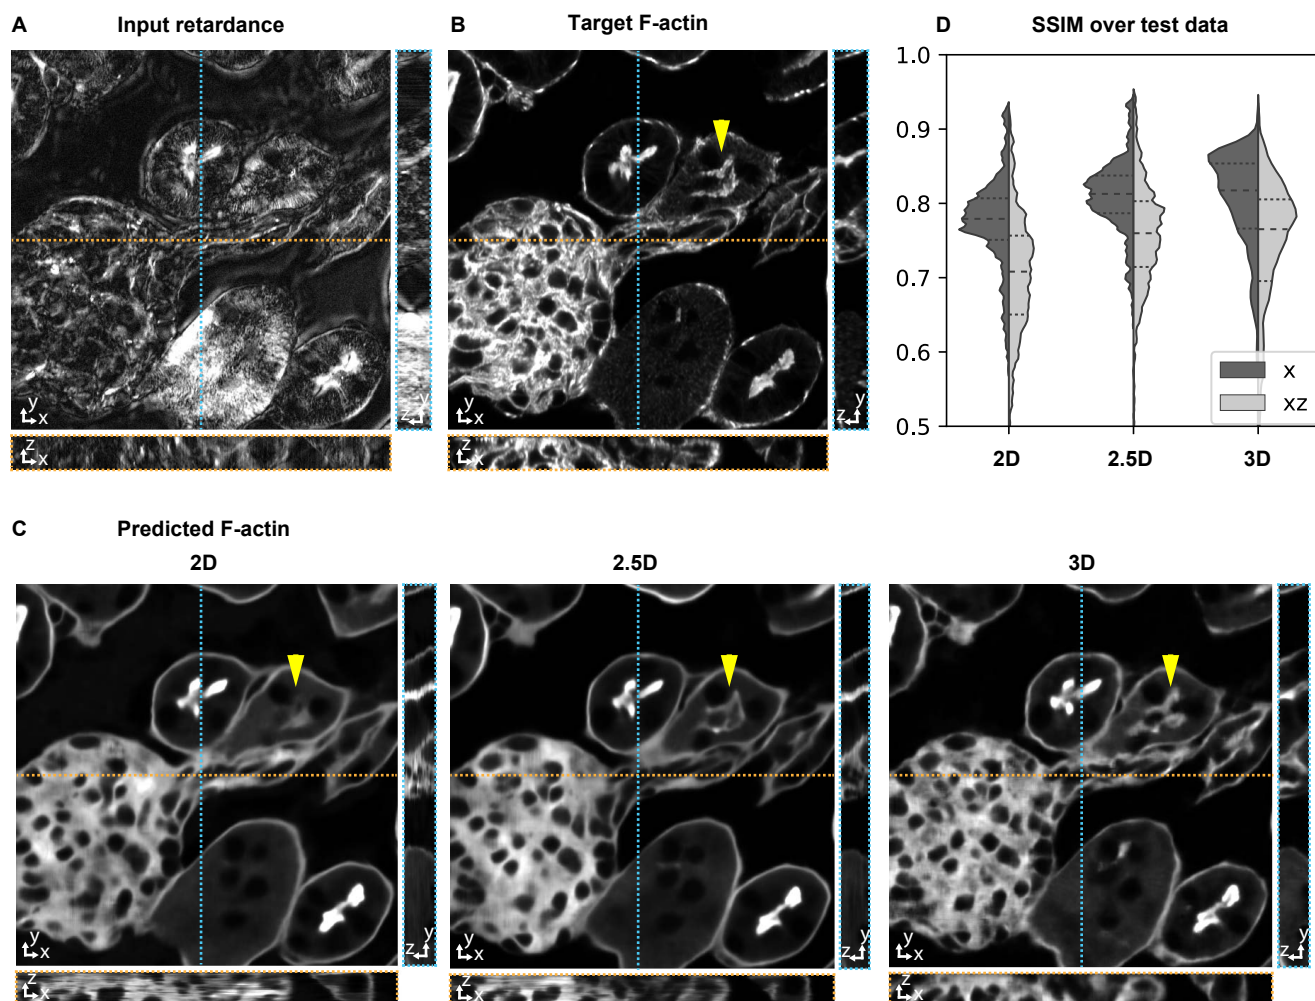 A Input retardance
B Target F-actin
D SSIM over test data
1.0
0.9
0.8
0.7
0.6
0.5
x
xz
2D 2.5D 3D
y
x
z
y
z
x
y
x
z
y
z
x
C Predicted F-actin
2D 2.5D 3D
y
x
z
y
z
x
y
x
z
y
z
x
y
x
z
y
z
x